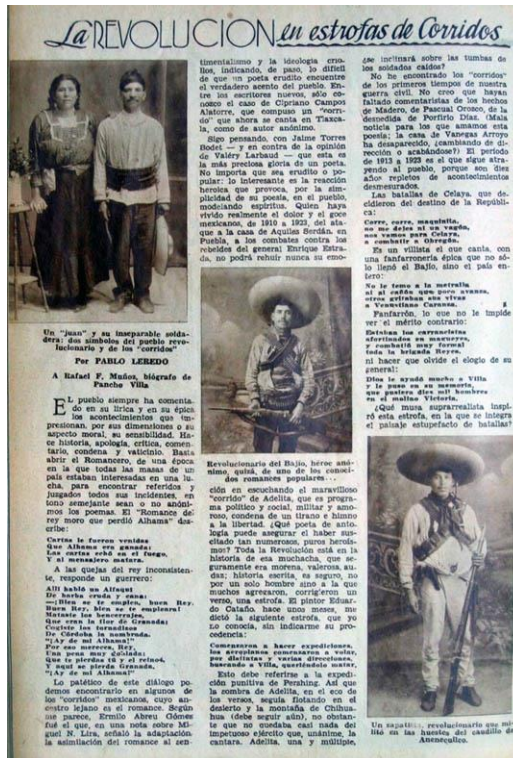 La REVOLUCION en estrofas de Corridos
Un "juan" y su inseparable solda-
dera: dos símbolos del pueblo revo-
lucionario y de los "corridos"
Por PABLO LEREDO
A Rafael F. Muños, biógrafo de
Pancho Villa
EL pueblo siempre ha comenta-
do en su lírica y en su épica
los acontecimientos que im-
presionan, por sus dimensiones o su
aspecto moral, su sensibilidad. Ha-
ce historia, apología, crítica, comen-
tario, condena y vaticinio. Basta
abrir el Romancero, de una época
en la que todas las masas de un
país estaban interesadas en una lu-
cha, para encontrar referidos y
juzgados todos sus incidentes, en
tono semejante sean o no anóni-
mos los poemas. El "Romance del
rey moro que perdió Alhama" des-
cribe:
Cartas le fueron venidas
Que Alhama era ganada:
Las cartas echó en el fuego,
Y al mensajero matara.
A las quejas del rey inconsisten-
te, responde un guerrero:
Allí habló un Alfaquí
De barba cruda y cana:
—¡Bien se te emplea, buen Rey,
Buen Rey, bien se te empleara!
Mataste los bencerrajes,
Que eran la flor de Granada;
Cogiste los tornadizos
De Córdoba la nombrada.
"¡Ay de mi Alhama!"
Por eso mereces, Rey,
Una pena muy doblada:
Que te pierdas tú y el reino,
Y aquí se pierda Granada.
"¡Ay de mi Alhama!"
Lo patético de este diálogo po-
demos encontrarlo en algunos de
los "corridos" mexicanos, cuyo an-
cestro lejano es el romance. Según
me parece, Ermilo Abreu Gómez
fué el que, en una nota sobre Mi-
guel N. Lira, señaló la adaptación,
la asimilación del romance al sen-
timentalismo y la ideología crio-
llos, indicando, de paso, lo difícil
de que un poeta erudito encuentre
el verdadero acento del pueblo. En-
tre los escritores nuevos, sólo co-
nozco el caso de Cipriano Campos
Alatorre, que compuso un "corri-
do" que ahora se canta en Tlaxca-
la, como de autor anónimo.
Sigo pensando, con Jaime Torres
Bodet — y en contra de la opinión
de Valéry Larbaud — que esta es
la más preciosa gloria de un poeta.
No importa que sea erudito o po-
pular: lo interesante es la reacción
heroica que provoca, por la sim-
plicidad de su poesía, en el pueblo,
modelando espíritus. Quien haya
vivido realmente el dolor y el goce
mexicanos, de 1910 a 1923, del ata-
que a la casa de Aquiles Serdán, en
Puebla, a los combates contra los
rebeldes del general Enrique Estra-
da, no podrá rehuir nunca su emo-
Revolucionario del Bajío, héroe anó-
nimo, quizá, de uno de los conoci-
dos romances populares...
ción en escuchando el maravilloso
"corrido" de Adelita, que es progra-
ma político y social, militar y amo-
roso, condena de un tirano e himno
a la libertad. ¿Qué poeta de anto-
logía puede asegurar el haber sus-
citado tan numerosos, puros heroís-
mos? Toda la Revolución está en la
historia de esa muchacha, que se-
guramente era morena, valerosa, au-
daz; historia escrita, es seguro, no
por un solo hombre sino a la que
muchos agregaron, corrigieron un
verso, una estrofa. El pintor Eduar-
do Cataño, hace unos meses, me
dictó la siguiente estrofa, que yo
no conocía, sin indicarme su pro-
cedencia:
Comenzaron a hacer expediciones,
los aeroplanos comenzaron a volar,
por distintas y varias direcciones,
buscando a Villa, queriéndolo matar.
Esto debe referirse a la expedi-
ción punitiva de Pershing. Así que
la sombra de Adelita, en el eco de
los versos, seguía flotando en el
desierto y la montaña de Chihua-
hua (debe seguir aún), no obstan-
te que no quedaba casi nada del
impetuoso ejército que, unánime, la
cantara. Adelita, una y múltiple,
¿se inclinará sobre las tumbas de
los soldados caídos?
No he encontrado los "corridos"
de los primeros tiempos de nuestra
guerra civil. No creo que hayan
faltado comentaristas de los hechos
de Madero, de Pascual Orozco, de la
despedida de Porfirio Díaz. (Mala
noticia para los que amamos esta
poesía: la casa de Vanegas Arroyo
ha desaparecido, ¿cambiando de di-
rección o acabándose?) El período
de 1913 a 1923 es el que sigue atra-
yendo al pueblo, porque son diez
años repletos de acontecimientos
desmesurados.
Las batallas de Celaya, que de-
cidieron del destino de la Repúbli-
ca:
Corre, corre, maquinita,
no me dejes ni un vagón,
nos vamos para Celaya,
a combatir a Obregón.
Es un villista el que canta, con
una fanfarronería épica que no só-
lo llenó el Bajío, sino el país en-
tero:
No le temo a la metralla
ni al cañón que poco avanza,
otros gritaban sus vivas
a Venustiano Caranza.
Fanfarrón, lo que no le impide
ver el mérito contrario:
Estaban los carrancistas
afortinados en maguxres,
y combatió muy formal
toda la brigada Reyes.
ni hacer que olvide el elogio de su
general:
Dios le ayudó mucho a Villa
y le puso en su memoria,
que pusiera diez mil hombres
en el molino Victoria.
¿Qué musa suprarrealista inspi-
ró esta estrofa, en la que se integra
el paisaje estupefacto de batallas?
Un zapatista, revolucionario que mi-
litó en las huestes del caudillo de
Anenecuilco.